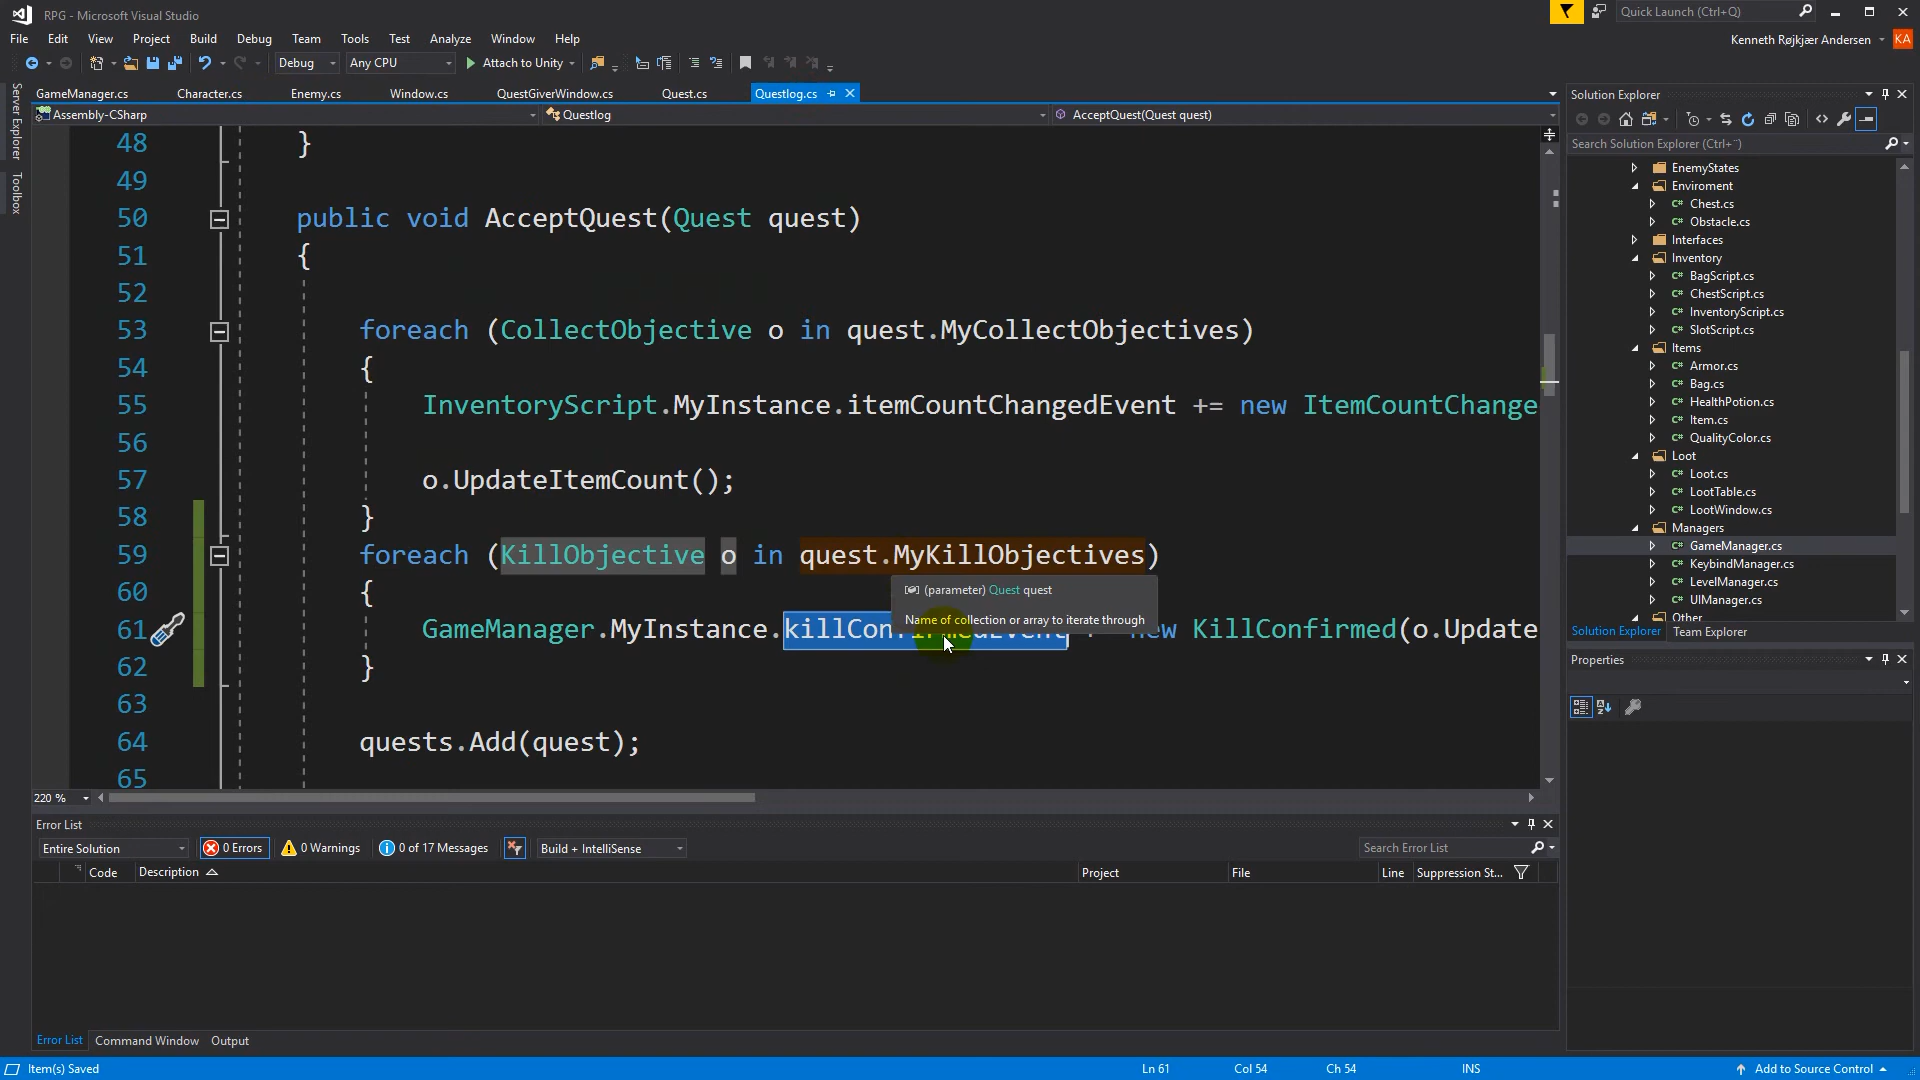 RPG - Microsoft Visual Studio
Quick Launch (Ctrl+Q)
File Edit View Project Build Debug Team Tools Test Analyze Window Help
Kenneth Røjkjær Andersen KA
Debug Any CPU Attach to Unity
Server Explorer
Toolbox
GameManager.cs Character.cs Enemy.cs Window.cs QuestGiverWindow.cs Quest.cs Questlog.cs
Assembly-CSharp Questlog AcceptQuest(Quest quest)
48 }
49
50 public void AcceptQuest(Quest quest)
51 {
52
53 foreach (CollectObjective o in quest.MyCollectObjectives)
54 {
55 InventoryScript.MyInstance.itemCountChangedEvent += new ItemCountChange
56
57 o.UpdateItemCount();
58 }
59 foreach (KillObjective o in quest.MyKillObjectives)
60 {
(parameter) Quest quest
Name of collection or array to iterate through
61 GameManager.MyInstance.killConfirmedEvent new KillConfirmed(o.Update
62 }
63
64 quests.Add(quest);
65
220 %
Solution Explorer
Search Solution Explorer (Ctrl+¨)
EnemyStates
Enviroment
C# Chest.cs
C# Obstacle.cs
Interfaces
Inventory
C# BagScript.cs
C# ChestScript.cs
C# InventoryScript.cs
C# SlotScript.cs
Items
C# Armor.cs
C# Bag.cs
C# HealthPotion.cs
C# Item.cs
C# QualityColor.cs
Loot
C# Loot.cs
C# LootTable.cs
C# LootWindow.cs
Managers
C# GameManager.cs
C# KeybindManager.cs
C# LevelManager.cs
C# UIManager.cs
Other
Solution Explorer Team Explorer
Properties
Error List
Entire Solution 0 Errors 0 Warnings 0 of 17 Messages Build + IntelliSense Search Error List
Code Description Project File Line Suppression St...
Error List Command Window Output
Item(s) Saved Ln 61 Col 54 Ch 54 INS Add to Source Control